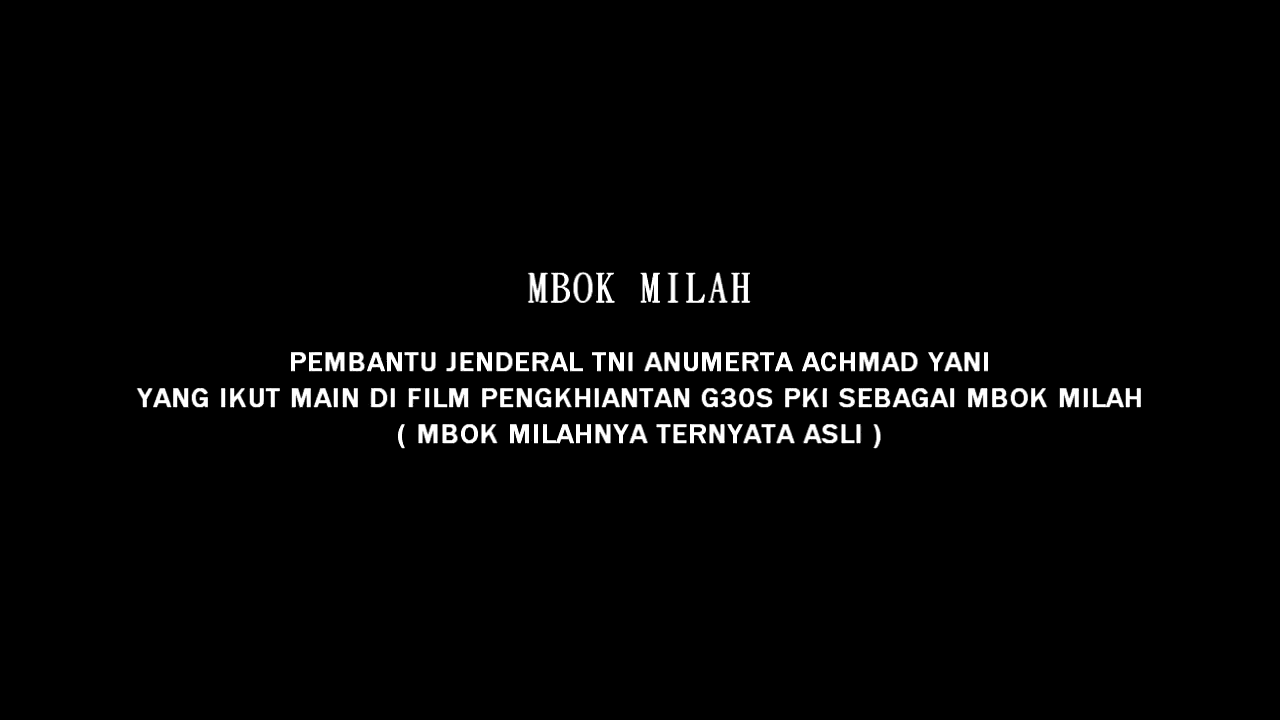 MBOK MILAH
PEMBANTU JENDERAL TNI ANUMERTA ACHMAD YANI
YANG IKUT MAIN DI FILM PENGKHIANTAN G30S PKI SEBAGAI MBOK MILAH
( MBOK MILAHNYA TERNYATA ASLI )